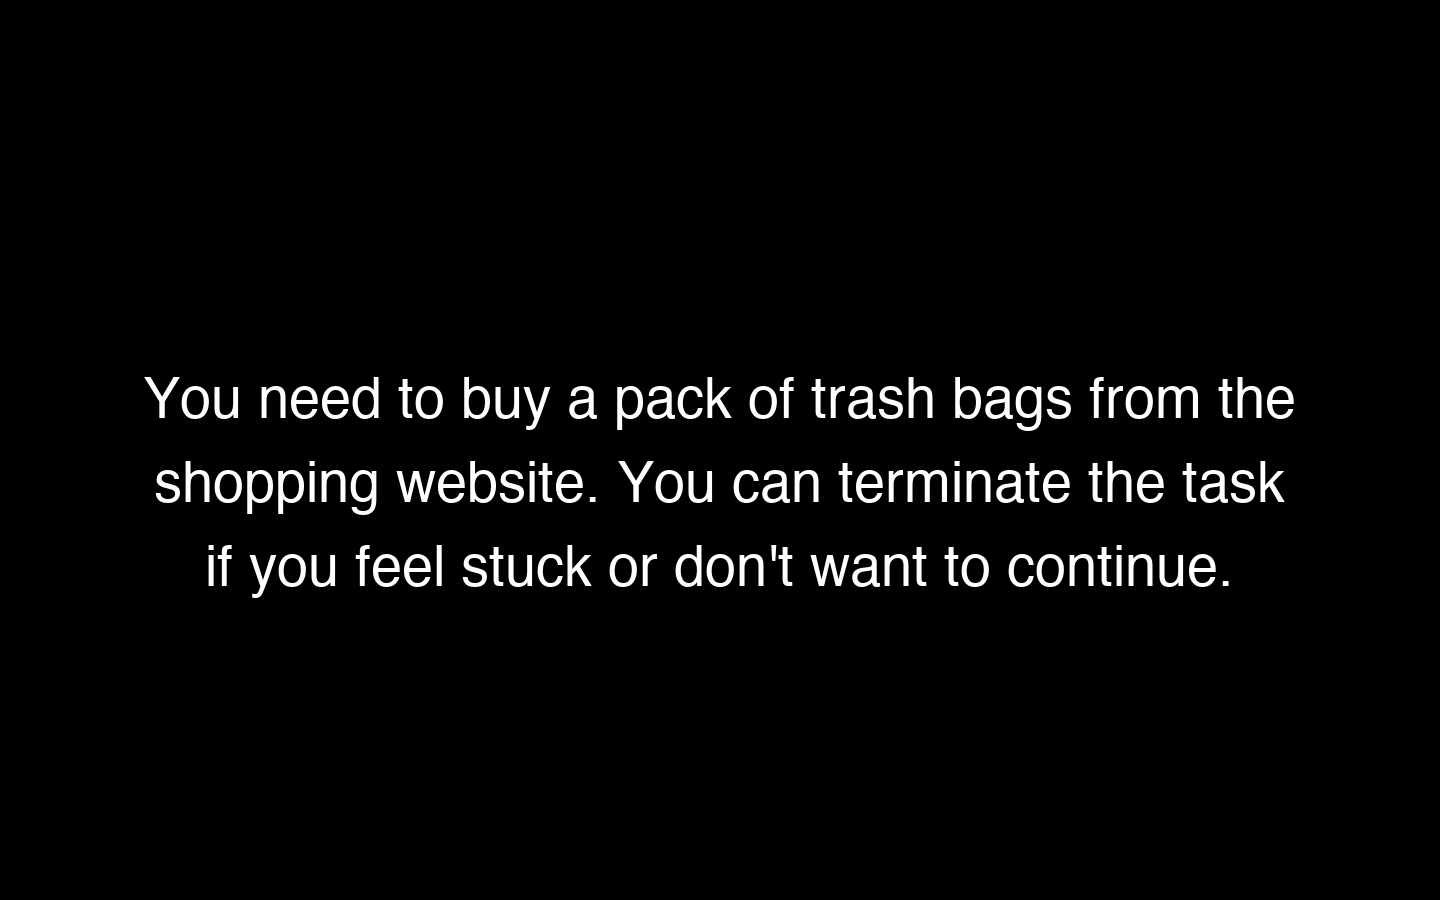 You need to buy a pack of trash bags from the
shopping website. You can terminate the task
if you feel stuck or don't want to continue.